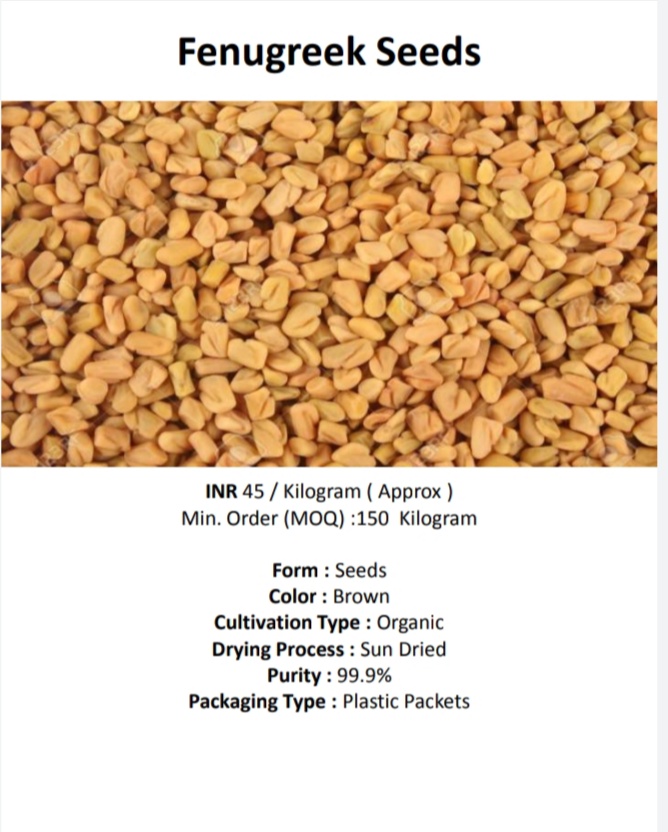 Fenugreek Seeds
INR 45 / Kilogram ( Approx )
Min. Order (MOQ) :150 Kilogram
Form : Seeds
Color : Brown
Cultivation Type : Organic
Drying Process : Sun Dried
Purity : 99.9%
Packaging Type : Plastic Packets